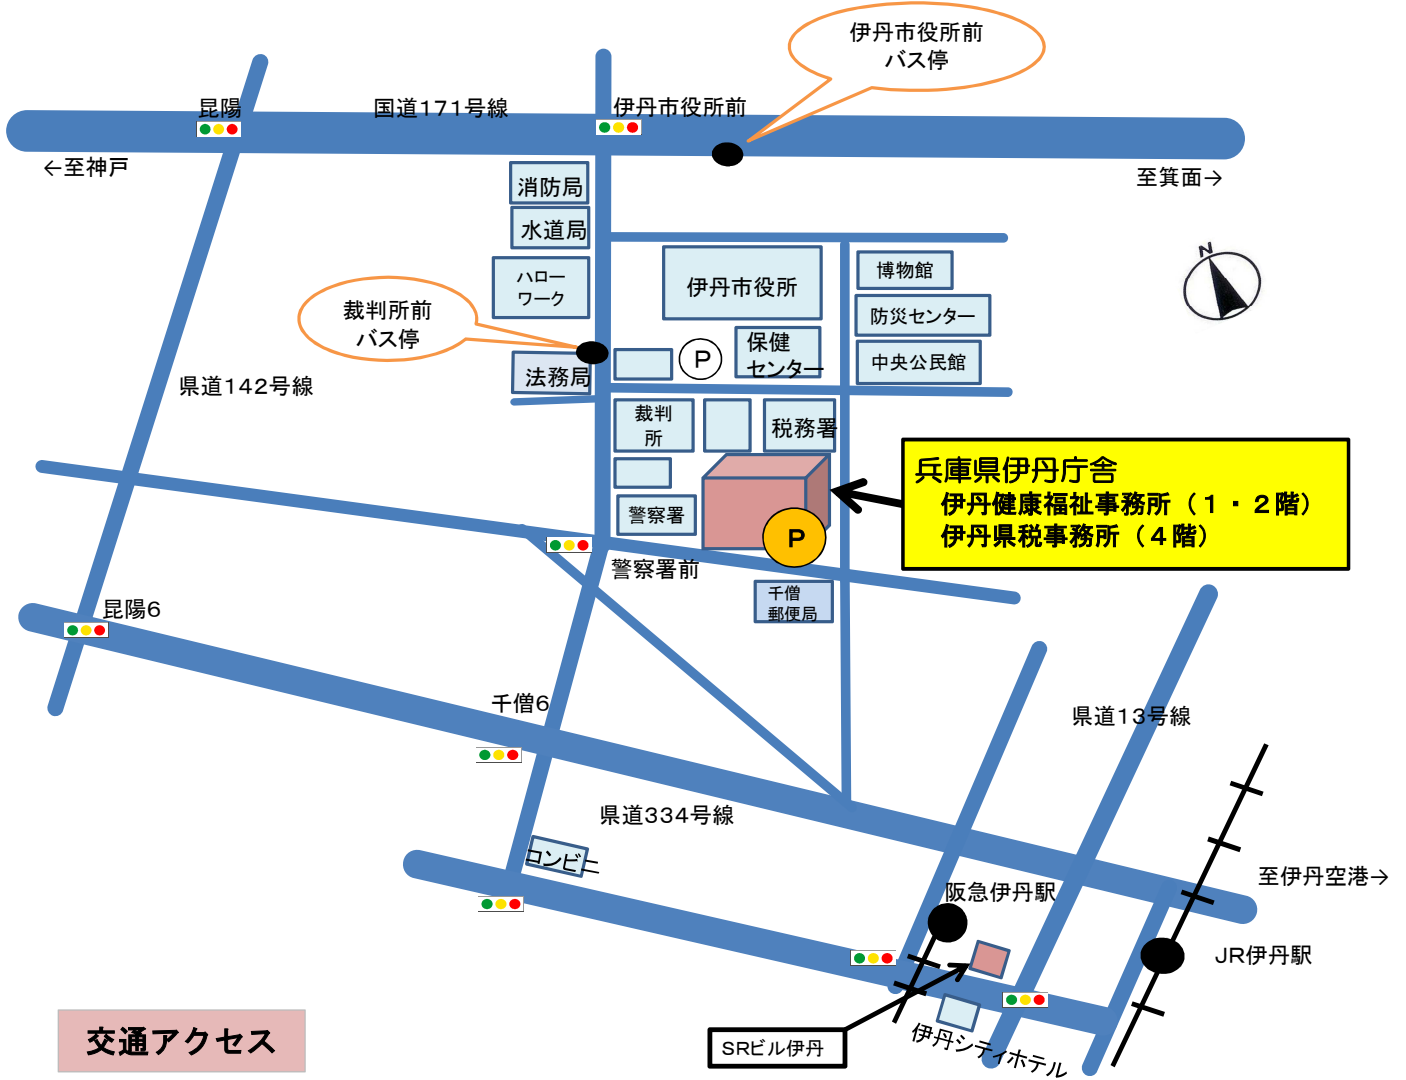 伊丹市役所前
バス停
昆陽
国道171号線
伊丹市役所前
←至神戸
至箕面→
消防局
水道局
N
ハロー
ワーク
伊丹市役所
博物館
防災センター
裁判所前
バス停
保健
センター
P
中央公民館
法務局
県道142号線
裁判
所
税務署
兵庫県伊丹庁舎
伊丹健康福祉事務所（１・２階）
伊丹県税事務所（４階）
警察署
P
警察署前
千僧
郵便局
昆陽6
千僧6
県道13号線
県道334号線
コンビニ
至伊丹空港→
阪急伊丹駅
JR伊丹駅
交通アクセス
SRビル伊丹
伊丹シティホテル